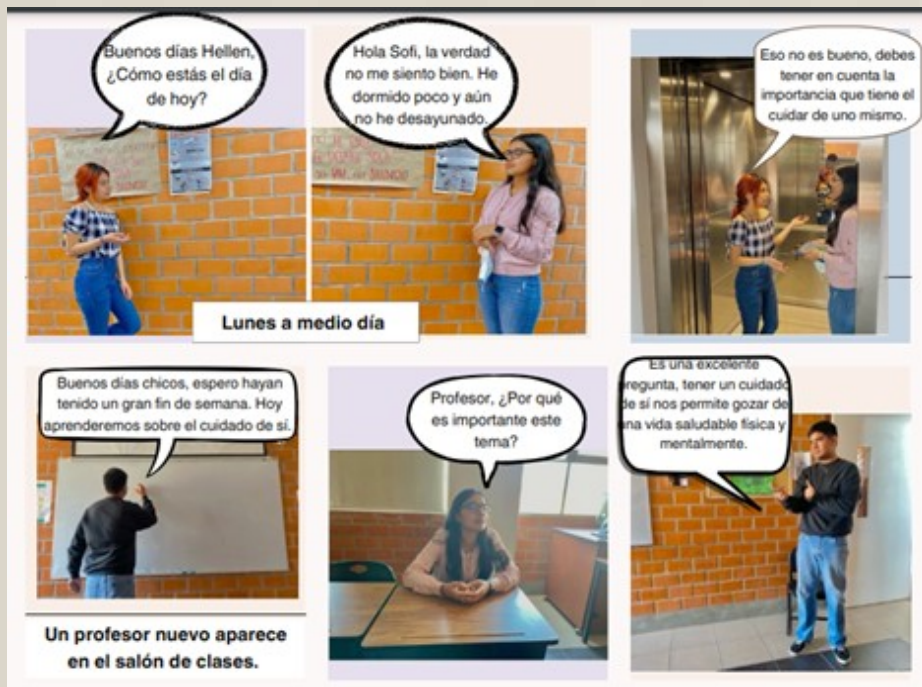 Buenos días Hellen,
¿Cómo estás el día
de hoy?
Hola Sofi, la verdad
no me siento bien. He
dormido poco y aún
no he desayunado.
Lunes a medio día
Eso no es bueno, debes
tener en cuenta la
importancia que tiene el
cuidar de uno mismo.
Buenos días chicos, espero hayan
tenido un gran fin de semana. Hoy
aprenderemos sobre el cuidado de sí.
Un profesor nuevo aparece
en el salón de clases.
Profesor, ¿Por qué
es importante este
tema?
Es una excelente
pregunta, tener un cuidado
de sí nos permite gozar de
una vida saludable física y
mentalmente.